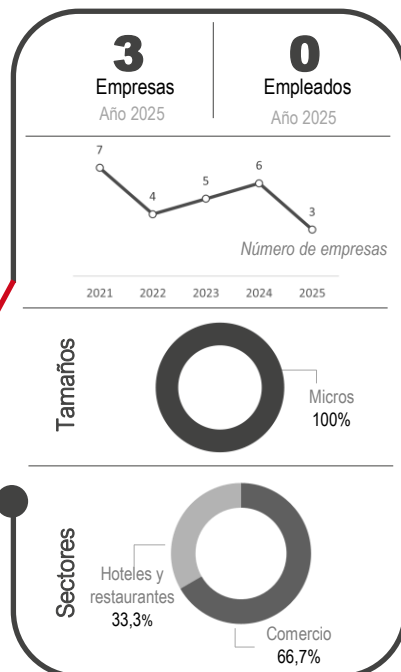 3
Empresas
Año 2025
0
Empleados
Año 2025
7
4
5
6
3
Número de empresas
2021 2022 2023 2024 2025
Tamaños
Micros
100%
Sectores
Hoteles y
restaurantes
33,3%
Comercio
66,7%